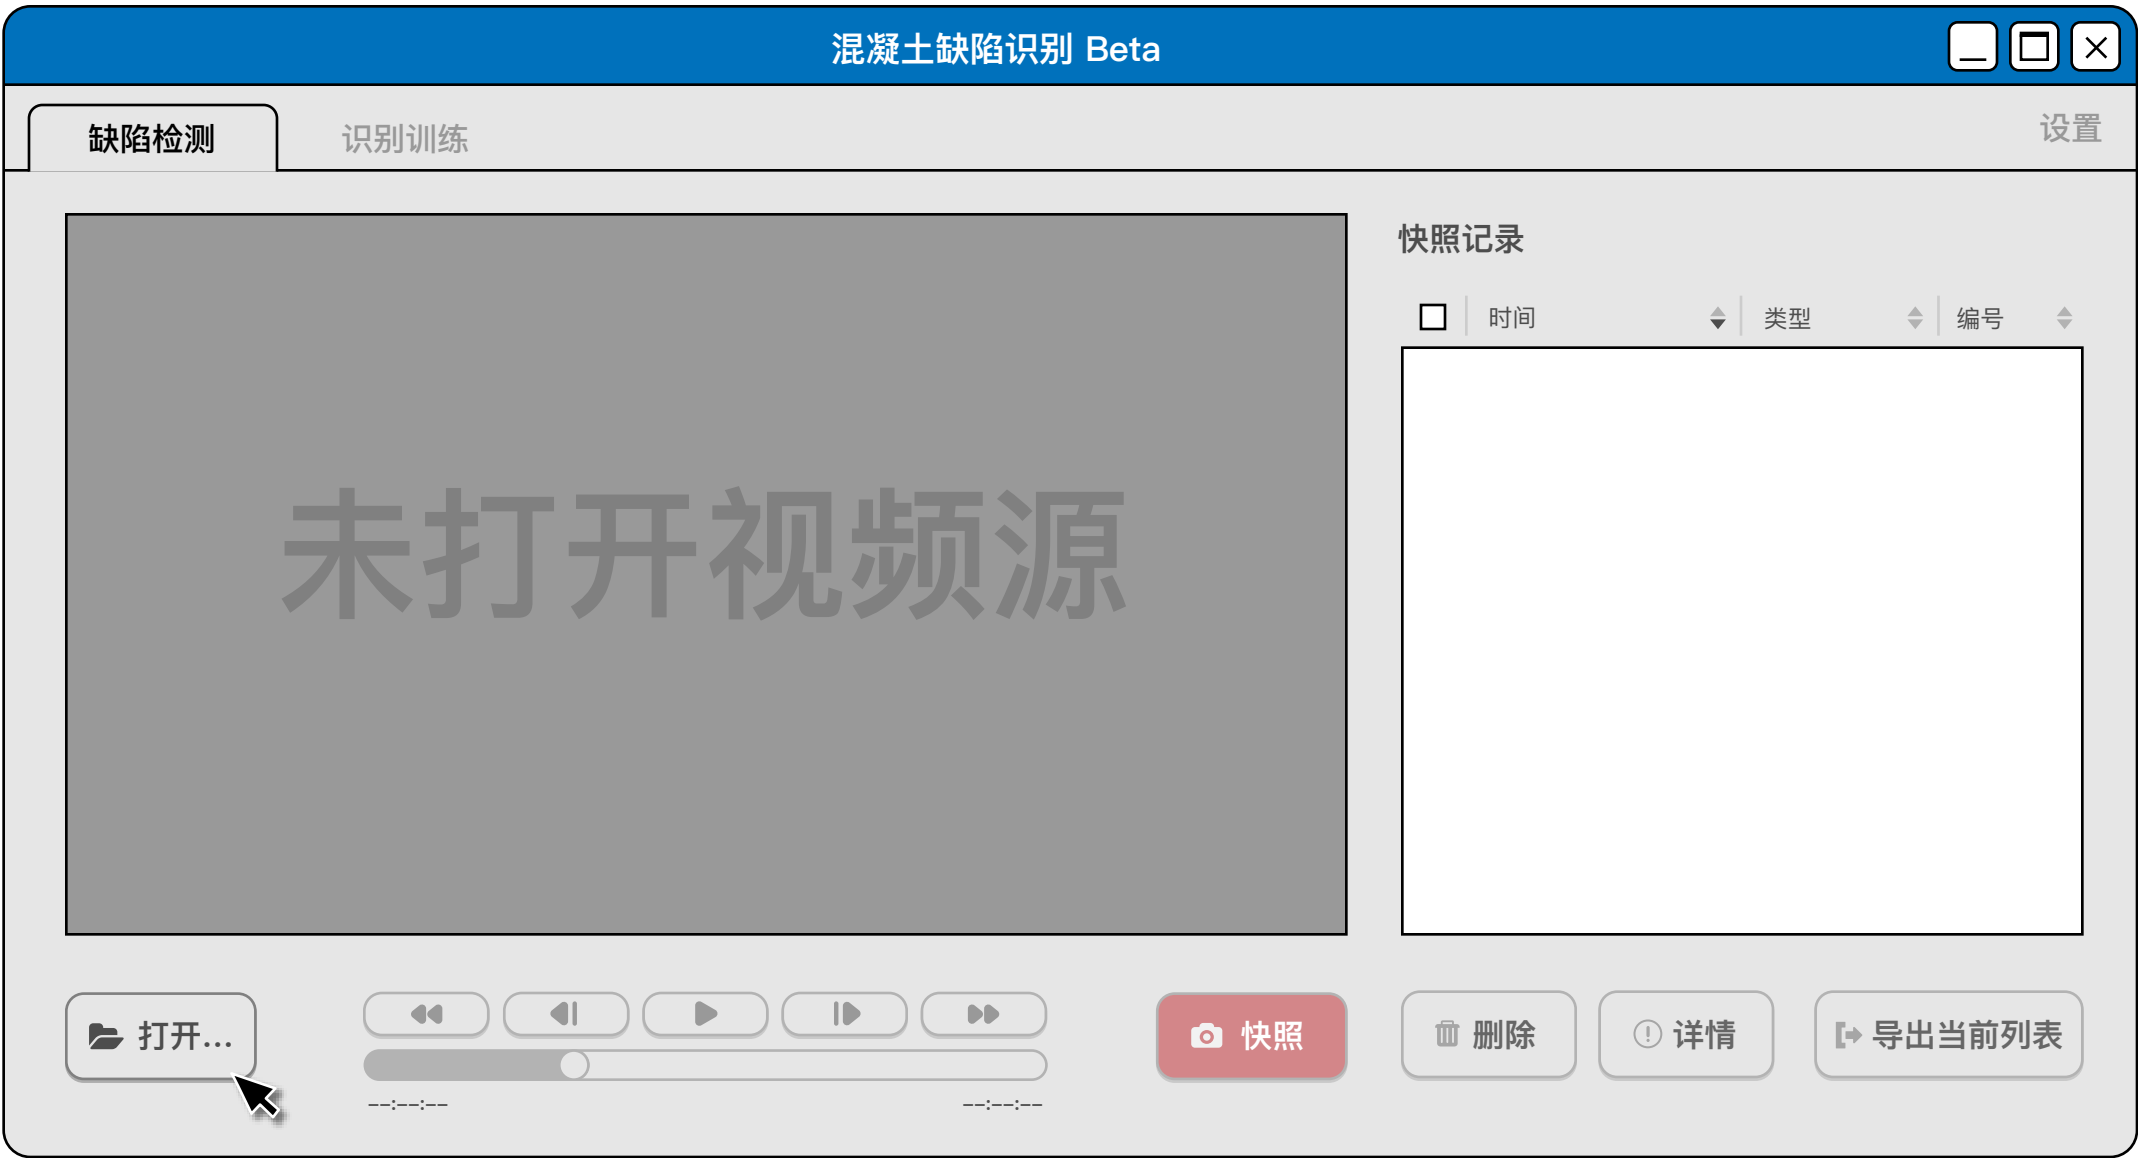 混凝土缺陷识别 Beta
缺陷检测
识别训练
设置
未打开视频源
快照记录
时间
类型
编号
打开...
--:--:--
--:--:--
快照
删除
详情
导出当前列表